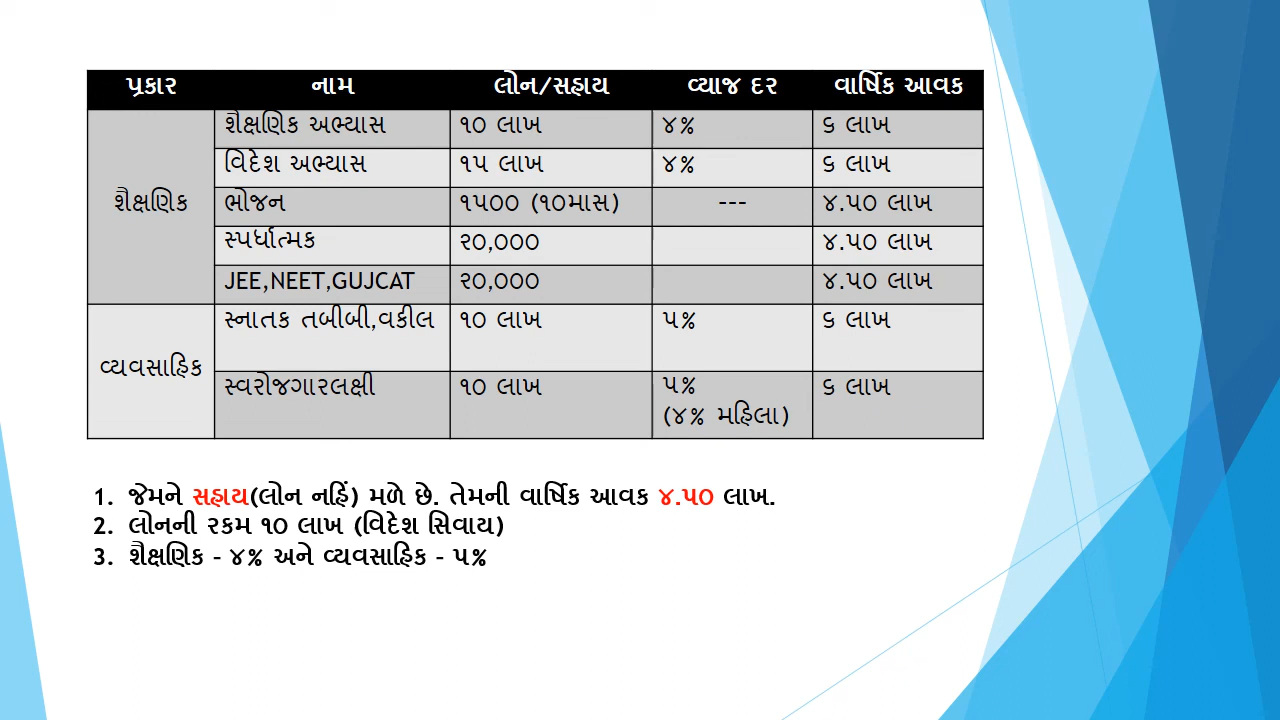 પ્રકાર નામ લોન/સહાય વ્યાજ દર વાર્ષિક આવક
શૈક્ષણિક
શૈક્ષણિક અભ્યાસ ૧૦ લાખ ૪% ૬ લાખ
વિદેશ અભ્યાસ ૧૫ લાખ ૪% ૬ લાખ
ભોજન ૧૫૦૦ (૧૦માસ) --- ૪.૫૦ લાખ
સ્પર્ધાત્મક ૨૦,૦૦૦ ૪.૫૦ લાખ
JEE,NEET,GUJCAT ૨૦,૦૦૦ ૪.૫૦ લાખ
વ્યવસાહિક
સ્નાતક તબીબી,વકીલ ૧૦ લાખ ૫% ૬ લાખ
સ્વરોજગારલક્ષી ૧૦ લાખ ૫% ૬ લાખ
(૪% મહિલા)
1. જેમને સહાય(લોન નહિં) મળે છે. તેમની વાર્ષિક આવક ૪.૫૦ લાખ.
2. લોનની રકમ ૧૦ લાખ (વિદેશ સિવાય)
3. શૈક્ષણિક - ૪% અને વ્યવસાહિક - ૫%